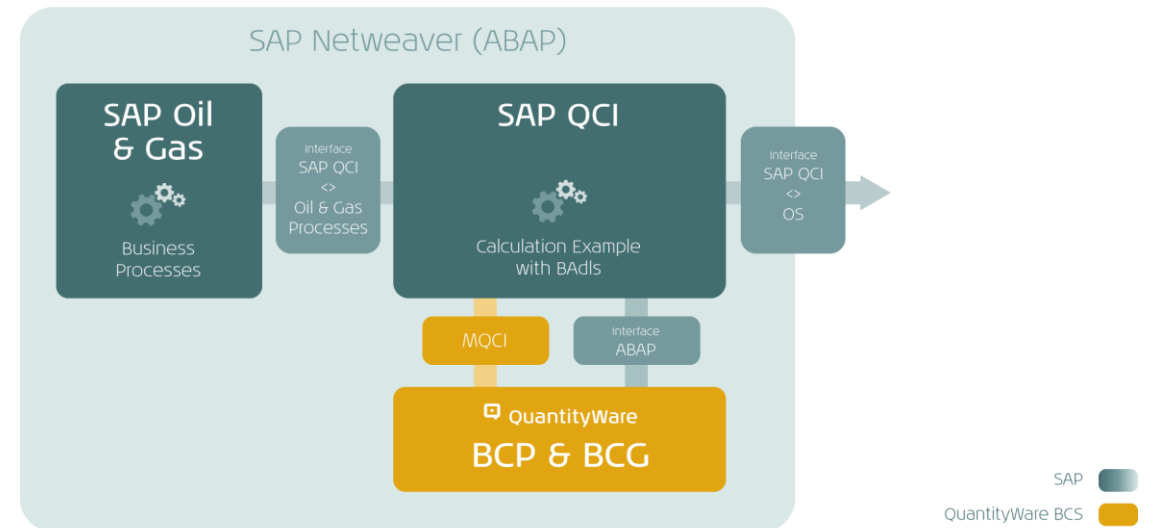 SAP Netweaver (ABAP)
SAP Oil
& Gas
Business
Processes
Interface
SAP QCI
<>
Oil & Gas
Processes
SAP QCI
Calculation Example
with BAdIs
Interface
SAP QCI
<>
OS
MQCI
Interface
ABAP
QuantityWare
BCP & BCG
SAP
QuantityWare BCS